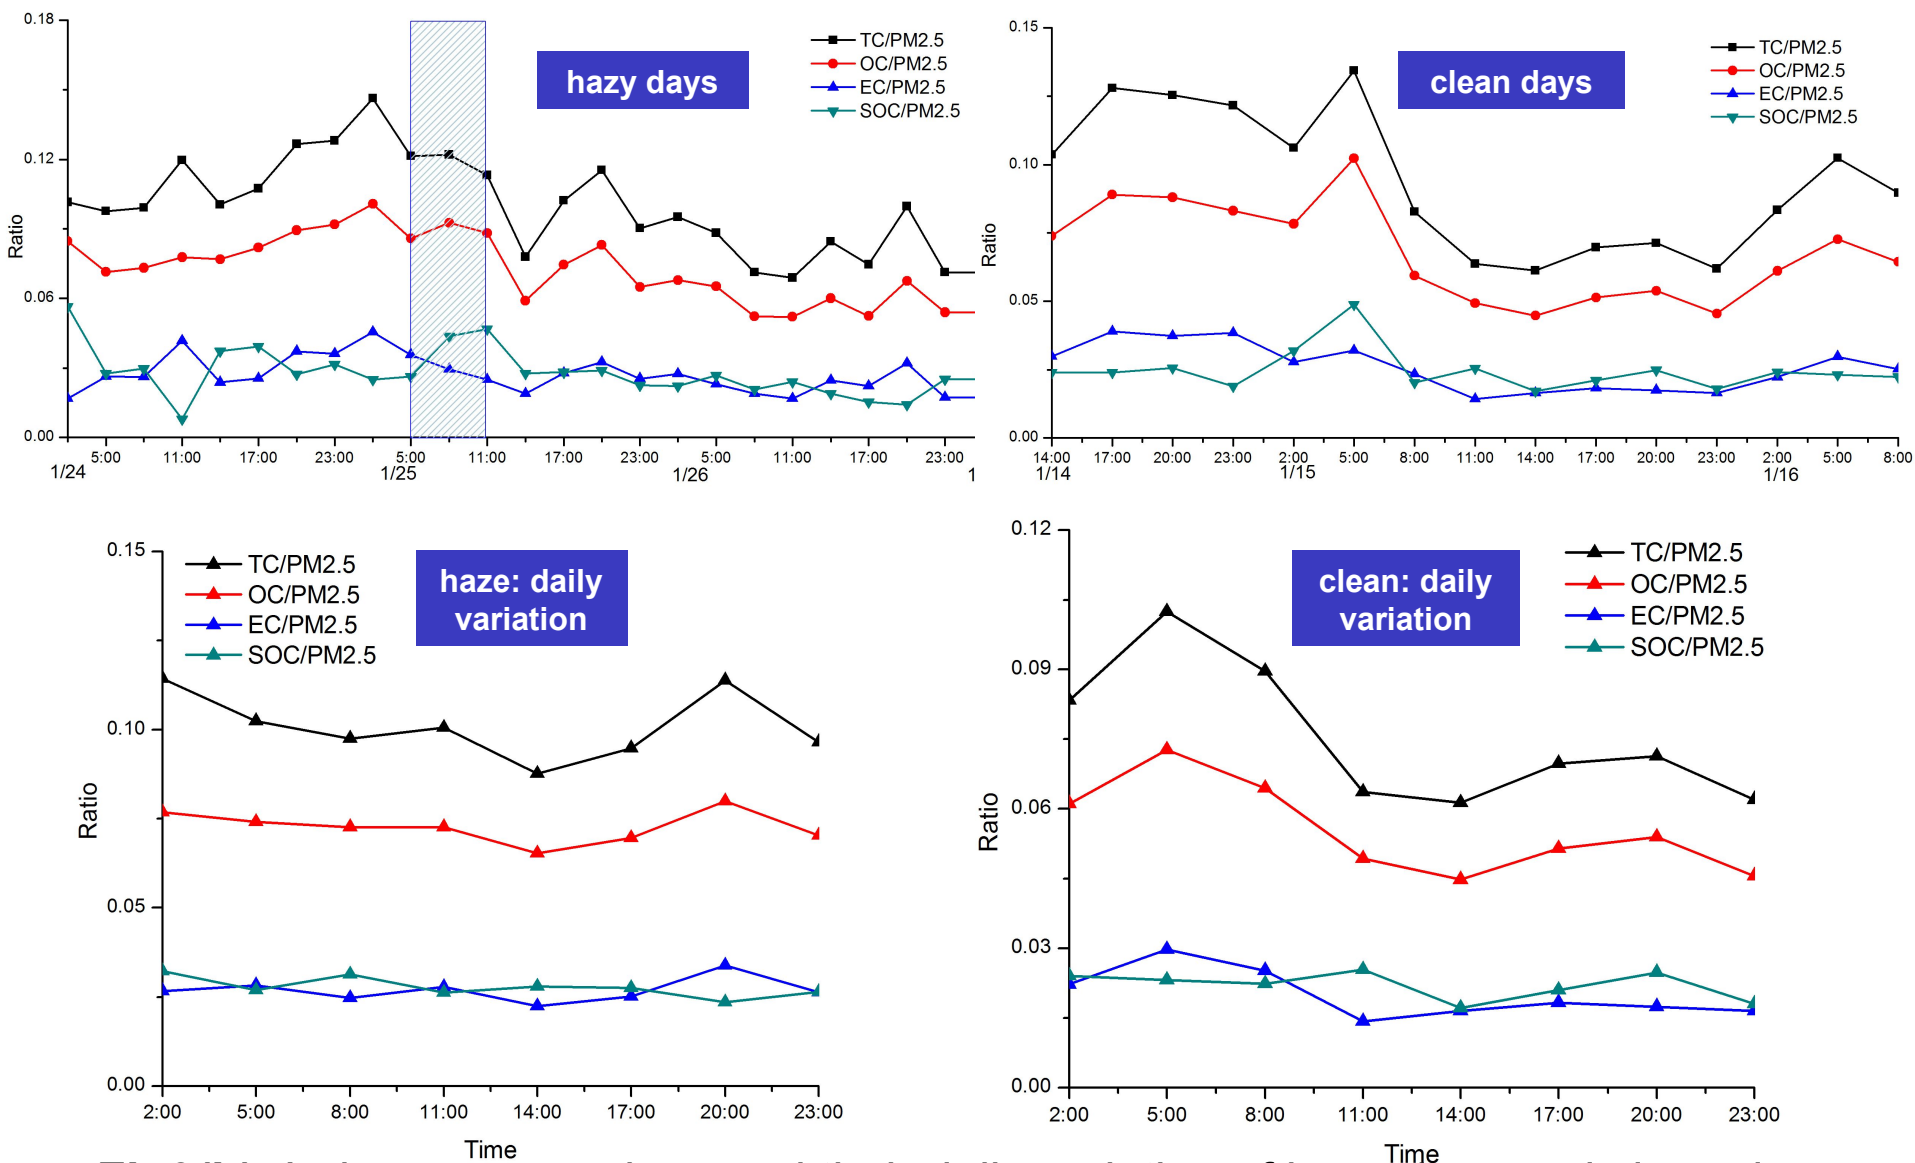 0.18
0.12
0.06
0.00
Ratio
hazy days
TC/PM2.5
OC/PM2.5
EC/PM2.5
SOC/PM2.5
5:00 11:00 17:00 23:00 5:00 11:00 17:00 23:00 5:00 11:00 17:00 23:00
1/24 1/25 1/26 1
0.15
0.10
0.05
0.00
Ratio
clean days
TC/PM2.5
OC/PM2.5
EC/PM2.5
SOC/PM2.5
14:00 17:00 20:00 23:00 2:00 5:00 8:00 11:00 14:00 17:00 20:00 23:00 2:00 5:00 8:00
1/14 1/15 1/16
0.15
0.10
0.05
0.00
Ratio
TC/PM2.5
OC/PM2.5
EC/PM2.5
SOC/PM2.5
haze: daily
variation
2:00 5:00 8:00 11:00 14:00 17:00 20:00 23:00
Time
0.12
0.09
0.06
0.03
0.00
Ratio
clean: daily
variation
TC/PM2.5
OC/PM2.5
EC/PM2.5
SOC/PM2.5
2:00 5:00 8:00 11:00 14:00 17:00 20:00 23:00
Time